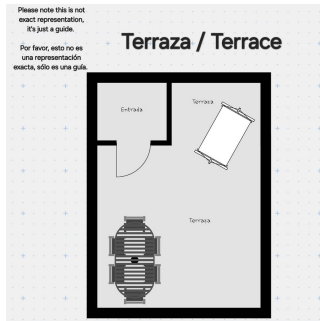 Please note this is not
exact representation,
it's just a guide.
Por favor, esto no es
una representación
exacta, sólo es una guía.
Terraza / Terrace
Entrada
Terraza
Terraza